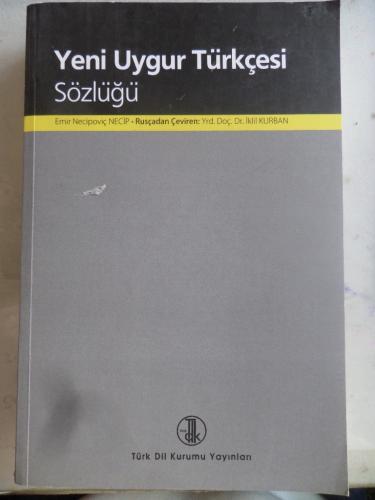 Yeni Uygur Türkçesi
Sözlüğü
Emir Necipoviç NECİP • Rusçadan Çeviren: Yrd. Doç. Dr. İklil KURBAN
Türk Dil Kurumu Yayınları